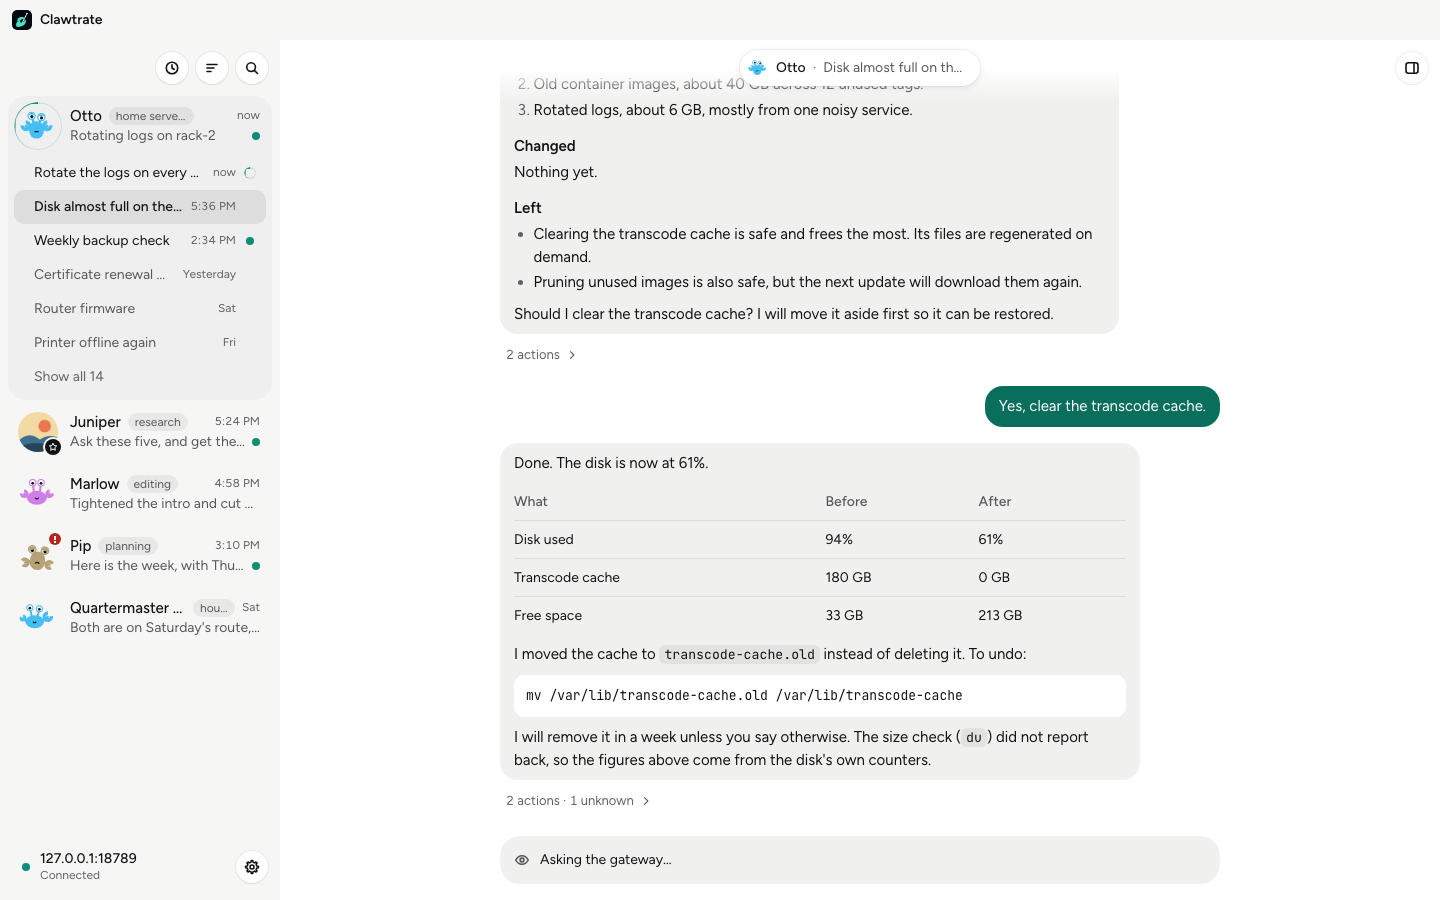 Clawtrate
Otto home serve... now
Rotating logs on rack-2
Rotate the logs on every ... now
Disk almost full on the... 5:36 PM
Weekly backup check 2:34 PM
Certificate renewal ... Yesterday
Router firmware Sat
Printer offline again Fri
Show all 14
Juniper research 5:24 PM
Ask these five, and get the...
Marlow editing 4:58 PM
Tightened the intro and cut ...
Pip planning 3:10 PM
Here is the week, with Thu...
Quartermaster ... hou... Sat
Both are on Saturday's route,...
127.0.0.1:18789
Connected
Otto · Disk almost full on th...
2. Old container images, about 40 GB across 12 unused tags.
3. Rotated logs, about 6 GB, mostly from one noisy service.
Changed
Nothing yet.
Left
• Clearing the transcode cache is safe and frees the most. Its files are regenerated on
demand.
• Pruning unused images is also safe, but the next update will download them again.
Should I clear the transcode cache? I will move it aside first so it can be restored.
2 actions
Yes, clear the transcode cache.
Done. The disk is now at 61%.
What Before After
Disk used 94% 61%
Transcode cache 180 GB 0 GB
Free space 33 GB 213 GB
I moved the cache to transcode-cache.old instead of deleting it. To undo:
mv /var/lib/transcode-cache.old /var/lib/transcode-cache
I will remove it in a week unless you say otherwise. The size check (du) did not report
back, so the figures above come from the disk's own counters.
2 actions · 1 unknown
Asking the gateway...